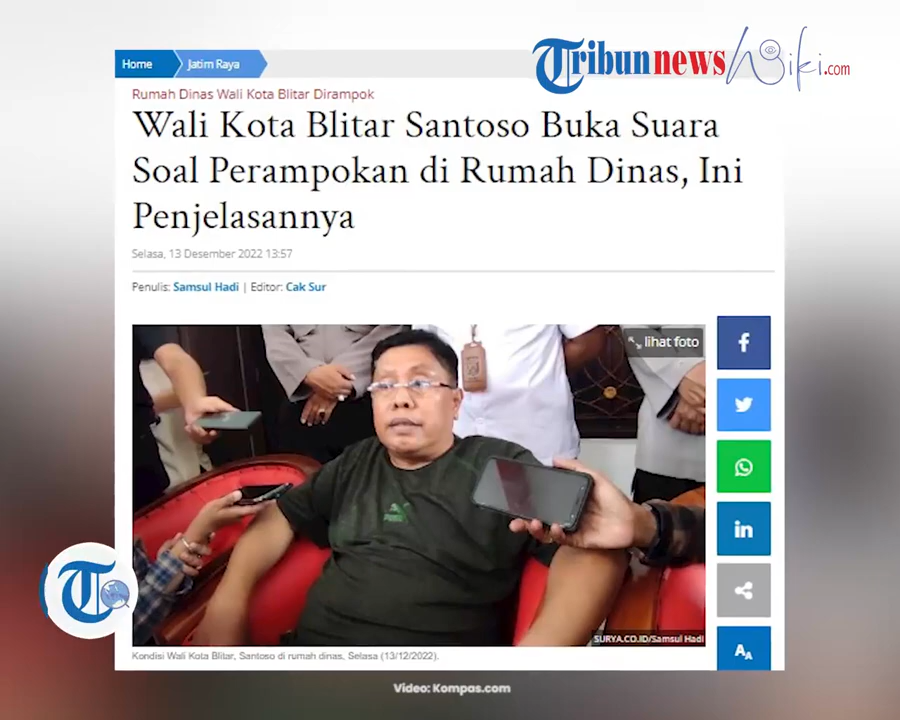 Tribunnews Wiki.com
Home
Jatim Raya
Rumah Dinas Wali Kota Blitar Dirampok
Wali Kota Blitar Santoso Buka Suara
Soal Perampokan di Rumah Dinas, Ini
Penjelasannya
Selasa, 13 Desember 2022 13:57
Penulis: Samsul Hadi | Editor: Cak Sur
lihat foto
f
in
T
SURYA.CO.ID/Samsul Hadi
AA
Kondisi Wali Kota Blitar, Santoso di rumah dinas, Selasa (13/12/2022).
Video: Kompas.com